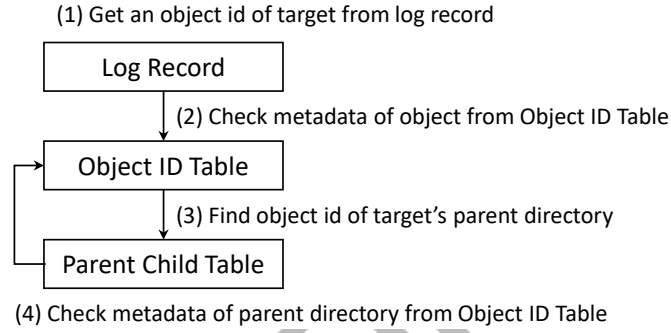 (1) Get an object id of target from log record
Log Record
(2) Check metadata of object from Object ID Table
Object ID Table
(3) Find object id of target's parent directory
Parent Child Table
(4) Check metadata of parent directory from Object ID Table